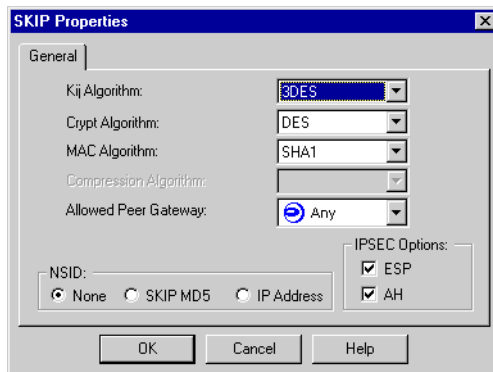 SKIP Properties
General
Kij Algorithm: 3DES
Crypt Algorithm: DES
MAC Algorithm: SHA1
Compression Algorithm:
Allowed Peer Gateway: Any
IPSEC Options:
NSID: ESP
None SKIP MD5 IP Address AH
OK Cancel Help